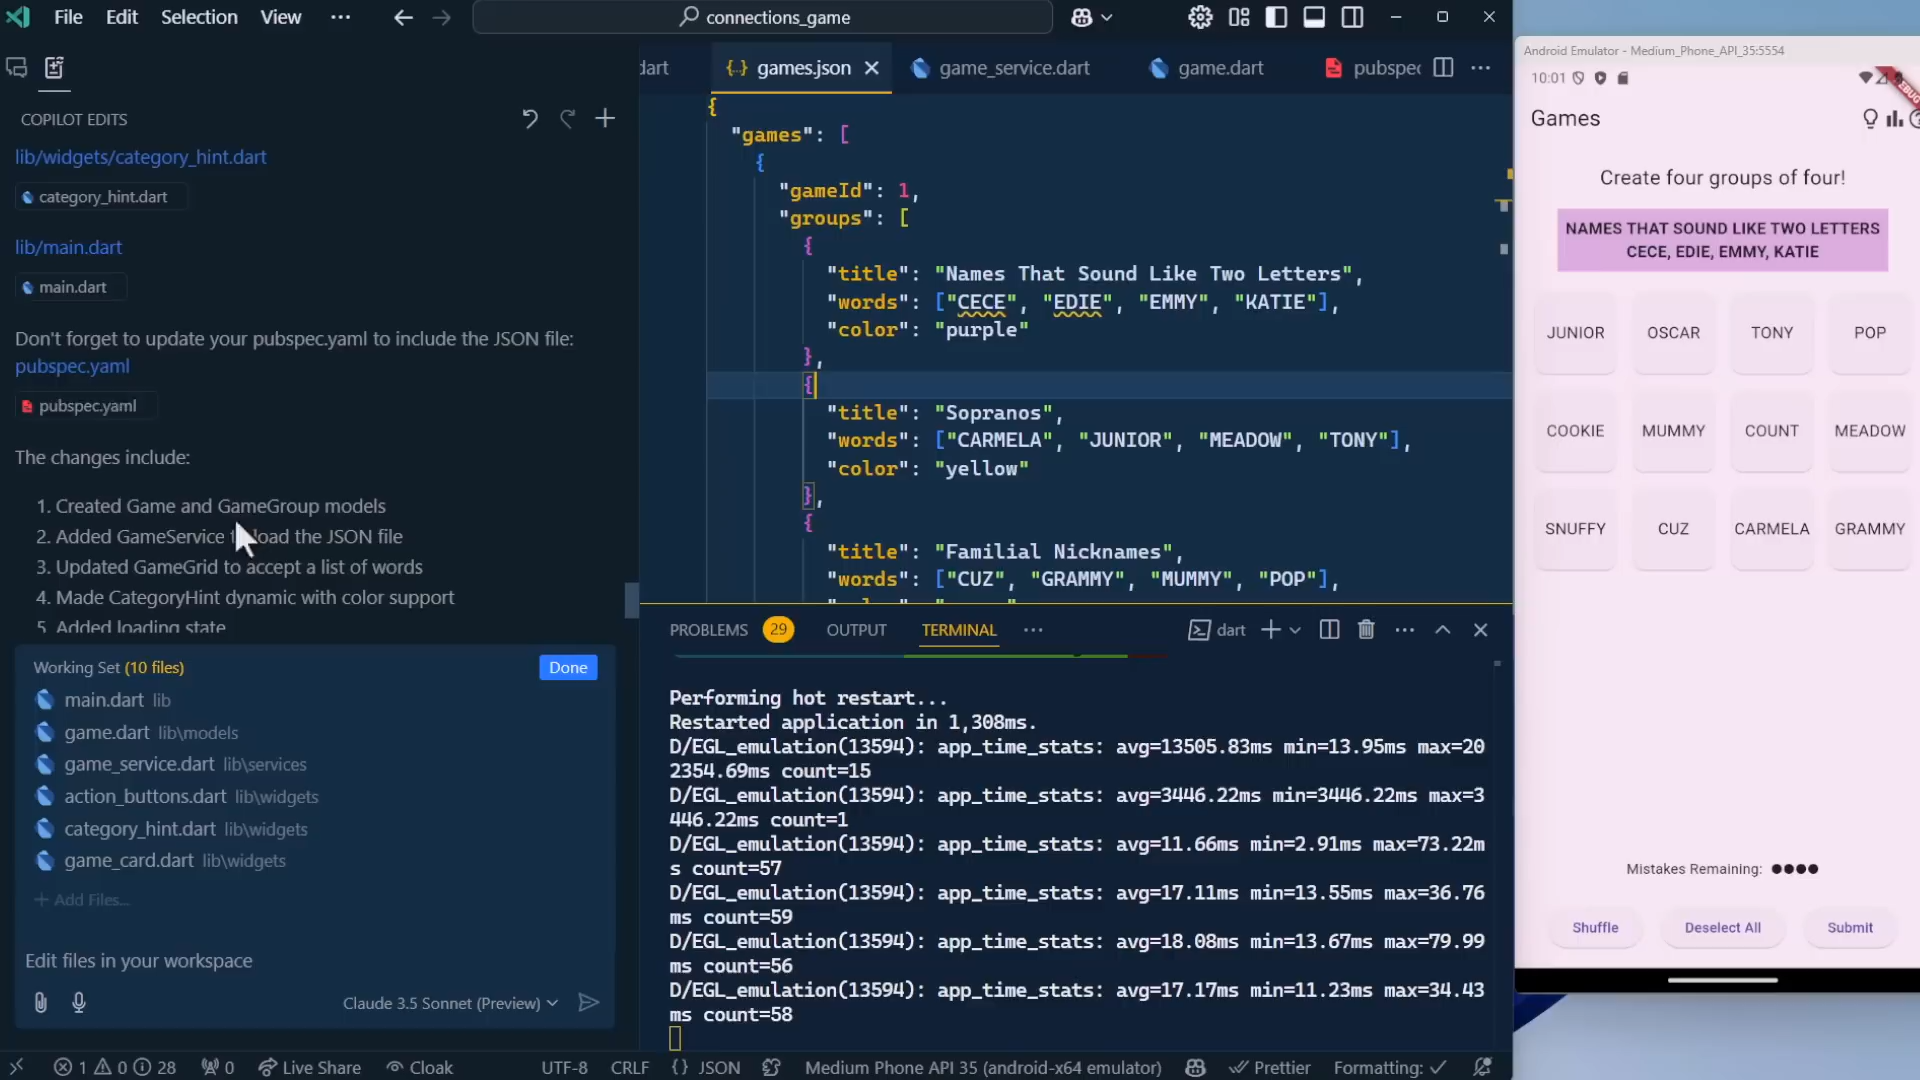 File Edit Selection View ··· connections_game
COPILOT EDITS
lib/widgets/category_hint.dart
category_hint.dart
lib/main.dart
main.dart
Don't forget to update your pubspec.yaml to include the JSON file:
pubspec.yaml
pubspec.yaml
The changes include:
1. Created Game and GameGroup models
2. Added GameService load the JSON file
3. Updated GameGrid to accept a list of words
4. Made CategoryHint dynamic with color support
5. Added loading state
Working Set (10 files) Done
main.dart lib
game.dart lib\models
game_service.dart lib\services
action_buttons.dart lib\widgets
category_hint.dart lib\widgets
game_card.dart lib\widgets
+ Add Files...
Edit files in your workspace
Claude 3.5 Sonnet (Preview)
dart {..} games.json game_service.dart game.dart pubspec
{
"games": [
{
"gameId": 1,
"groups": [
{
"title": "Names That Sound Like Two Letters",
"words": ["CECE", "EDIE", "EMMY", "KATIE"],
"color": "purple"
},
{
"title": "Sopranos",
"words": ["CARMELA", "JUNIOR", "MEADOW", "TONY"],
"color": "yellow"
},
{
"title": "Familial Nicknames",
"words": ["CUZ", "GRAMMY", "MUMMY", "POP"],
PROBLEMS 29 OUTPUT TERMINAL ··· dart
Performing hot restart...
Restarted application in 1,308ms.
D/EGL_emulation(13594): app_time_stats: avg=13505.83ms min=13.95ms max=20
2354.69ms count=15
D/EGL_emulation(13594): app_time_stats: avg=3446.22ms min=3446.22ms max=3
446.22ms count=1
D/EGL_emulation(13594): app_time_stats: avg=11.66ms min=2.91ms max=73.22m
s count=57
D/EGL_emulation(13594): app_time_stats: avg=17.11ms min=13.55ms max=36.76
ms count=59
D/EGL_emulation(13594): app_time_stats: avg=18.08ms min=13.67ms max=79.99
ms count=56
D/EGL_emulation(13594): app_time_stats: avg=17.17ms min=11.23ms max=34.43
ms count=58
1 0 28 0 Live Share Cloak UTF-8 CRLF {} JSON Medium Phone API 35 (android-x64 emulator) Prettier Formatting: ✓
Android Emulator - Medium_Phone_API_35:5554
10:01
Games
Create four groups of four!
NAMES THAT SOUND LIKE TWO LETTERS
CECE, EDIE, EMMY, KATIE
JUNIOR OSCAR TONY POP
COOKIE MUMMY COUNT MEADOW
SNUFFY CUZ CARMELA GRAMMY
Mistakes Remaining: ●●●●
Shuffle Deselect All Submit